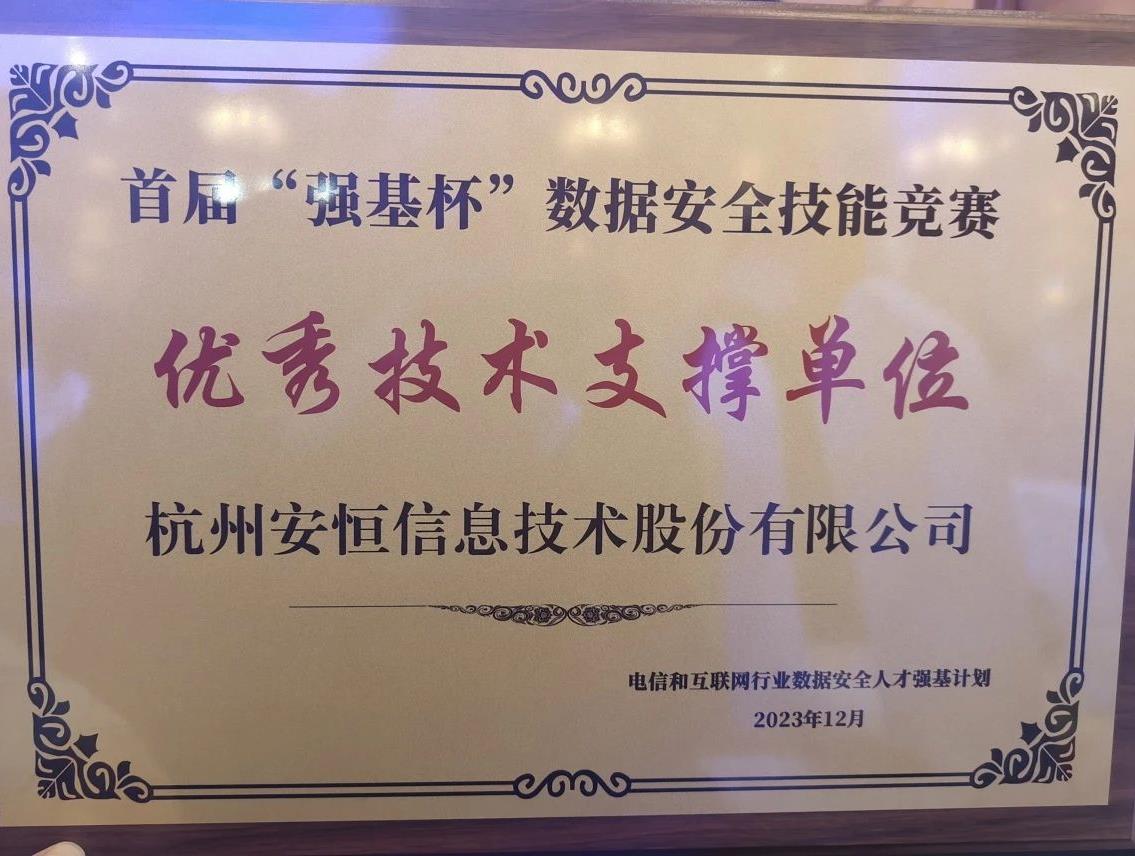 首届“强基杯”数据安全技能竞赛
优秀技术支撑单位
杭州安恒信息技术股份有限公司
电信和互联网行业数据安全人才强基计划
2023年12月